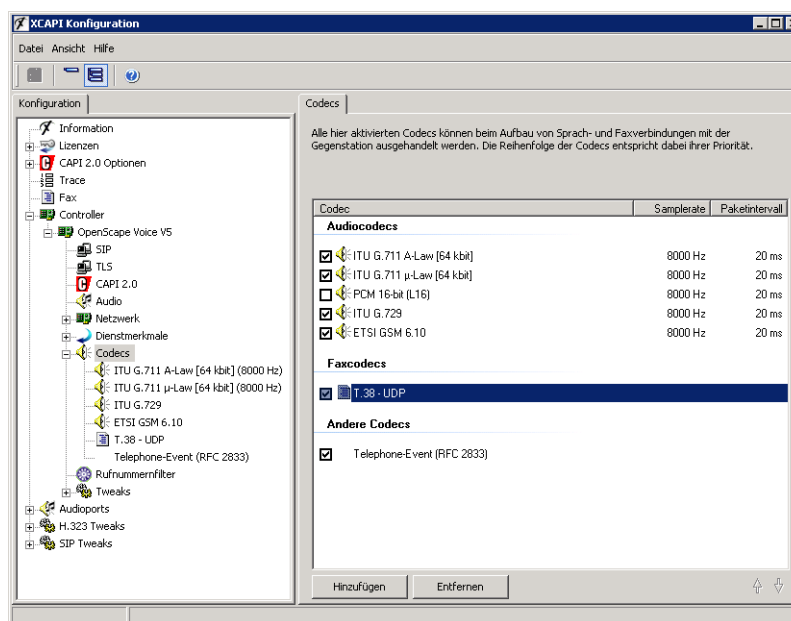 XCAPI Konfiguration
Datei Ansicht Hilfe
Konfiguration
Information
Lizenzen
CAPI 2.0 Optionen
Trace
Fax
Controller
OpenScape Voice V5
SIP
TLS
CAPI 2.0
Audio
Netzwerk
Dienstmerkmale
Codecs
ITU G.711 A-Law [64 kbit] (8000 Hz)
ITU G.711 µ-Law [64 kbit] (8000 Hz)
ITU G.729
ETSI GSM 6.10
T.38 - UDP
Telephone-Event (RFC 2833)
Rufnummernfilter
Tweaks
Audioports
H.323 Tweaks
SIP Tweaks
Codecs
Alle hier aktivierten Codecs können beim Aufbau von Sprach- und Faxverbindungen mit der
Gegenstation ausgehandelt werden. Die Reihenfolge der Codecs entspricht dabei ihrer Priorität.
Codec Samplerate Paketintervall
Audiocodecs
ITU G.711 A-Law [64 kbit] 8000 Hz 20 ms
ITU G.711 µ-Law [64 kbit] 8000 Hz 20 ms
PCM 16-bit (L16) 8000 Hz 20 ms
ITU G.729 8000 Hz 20 ms
ETSI GSM 6.10 8000 Hz 20 ms
Faxcodecs
T.38 - UDP
Andere Codecs
Telephone-Event (RFC 2833)
Hinzufügen Entfernen